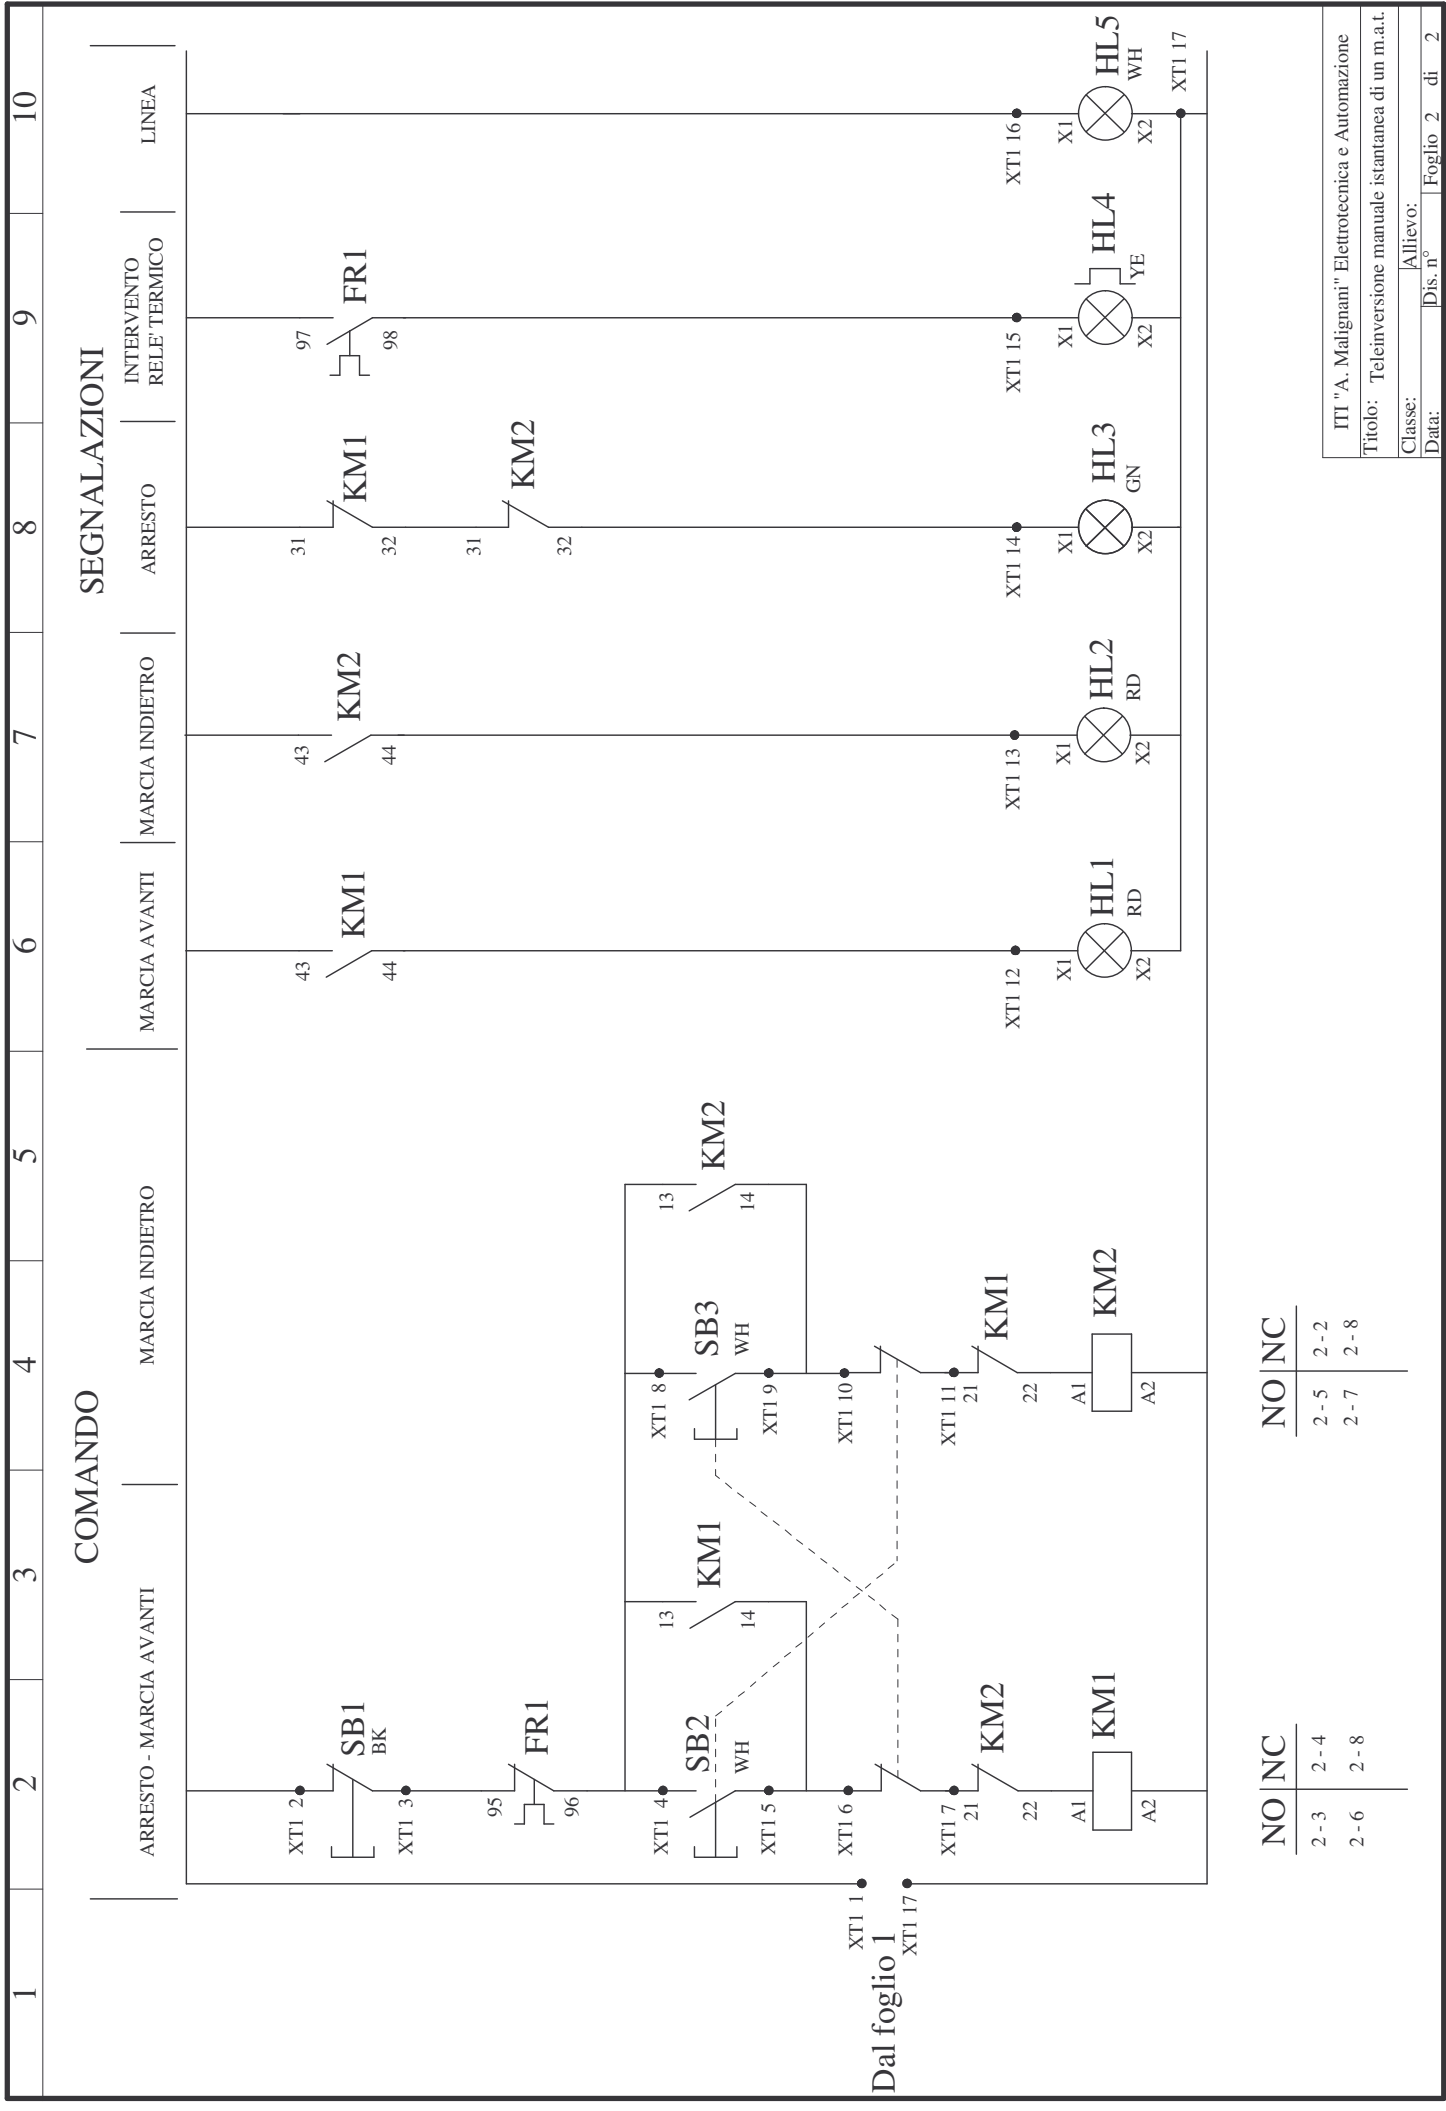 1 2 3 4 5 6 7 8 9 10
COMANDO
SEGNALAZIONI
ARRESTO - MARCIA AVANTI
MARCIA INDIETRO
MARCIA AVANTI
MARCIA INDIETRO
ARRESTO
INTERVENTO
RELE' TERMICO
LINEA
Dal foglio 1
XT1 1
XT1 17
XT1 2
SB1
BK
XT1 3
95
FR1
96
XT1 4
SB2
WH
XT1 5
XT1 6
XT1 7
21
KM2
22
A1
KM1
A2
13
KM1
14
XT1 8
SB3
WH
XT1 9
XT1 10
XT1 11
21
KM1
22
A1
KM2
A2
13
KM2
14
43
KM1
44
XT1 12
X1
HL1
RD
X2
43
KM2
44
XT1 13
X1
HL2
RD
X2
31
KM1
32
31
KM2
32
XT1 14
X1
HL3
GN
X2
97
FR1
98
XT1 15
X1
HL4
YE
X2
XT1 16
X1
HL5
WH
X2
XT1 17
NO NC
2 - 3 2 - 4
2 - 6 2 - 8
NO NC
2 - 5 2 - 2
2 - 7 2 - 8
ITI "A. Malignani" Elettrotecnica e Automazione
Titolo: Teleinversione manuale istantanea di un m.a.t.
Classe: Allievo:
Data: Dis. n° Foglio 2 di 2